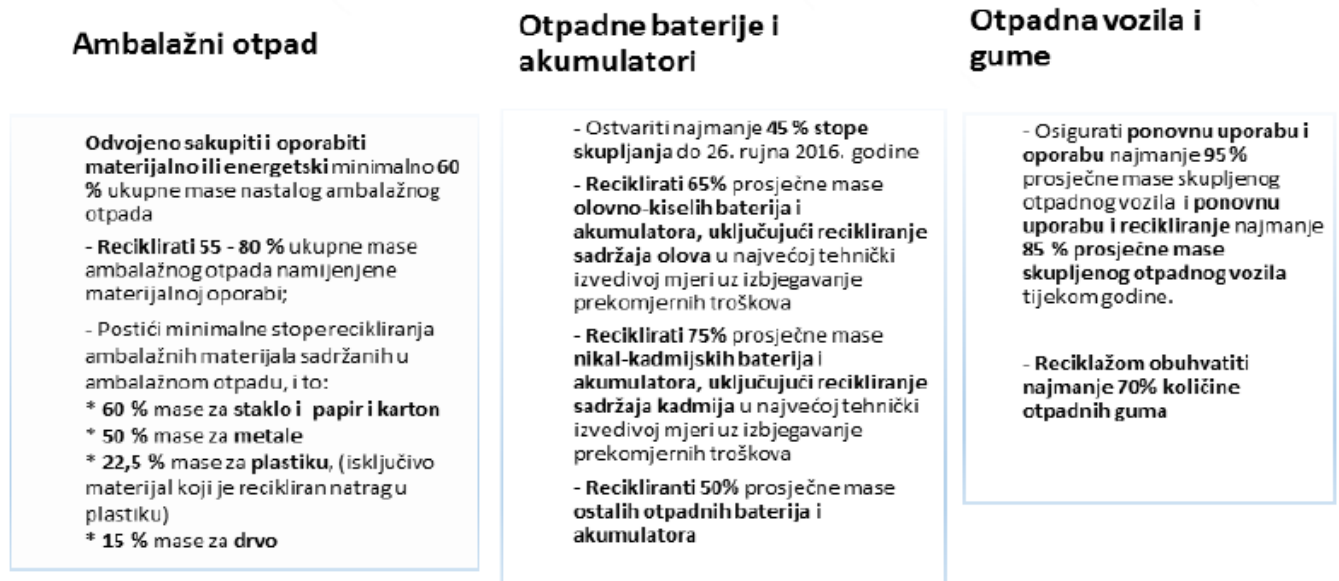 Ambalažni otpad
Odvojeno sakupiti i oporabiti
materijalno ili energetski minimalno 60
% ukupne mase nastalog ambalažnog
otpada
- Reciklirati 55 - 80 % ukupne mase
ambalažnog otpada namijenjene
materijalnoj oporabi;
- Postići minimalne stope recikliranja
ambalažnih materijala sadržanih u
ambalažnom otpadu, i to:
* 60 % mase za staklo i papir i karton
* 50 % mase za metale
* 22,5 % mase za plastiku, (isključivo
materijal koji je recikliran natrag u
plastiku)
* 15 % mase za drvo
Otpadne baterije i
akumulatori
- Ostvariti najmanje 45 % stope
skupljanja do 26. rujna 2016. godine
- Reciklirati 65% prosječne mase
olovno-kiselih baterija i
akumulatora, uključujući recikliranje
sadržaja olova u najvećoj tehnički
izvedivoj mjeri uz izbjegavanje
prekomjernih troškova
- Reciklirati 75% prosječne mase
nikal-kadmijskih baterija i
akumulatora, uključujući recikliranje
sadržaja kadmija u najvećoj tehnički
izvedivoj mjeri uz izbjegavanje
prekomjernih troškova
- Recikliranti 50% prosječne mase
ostalih otpadnih baterija i
akumulatora
Otpadna vozila i
gume
- Osigurati ponovnu uporabu i
oporabu najmanje 95 %
prosječne mase skupljenog
otpadnog vozila i ponovnu
uporabu i recikliranje najmanje
85 % prosječne mase
skupljenog otpadnog vozila
tijekom godine.
- Reciklažom obuhvatiti
najmanje 70% količine
otpadnih guma